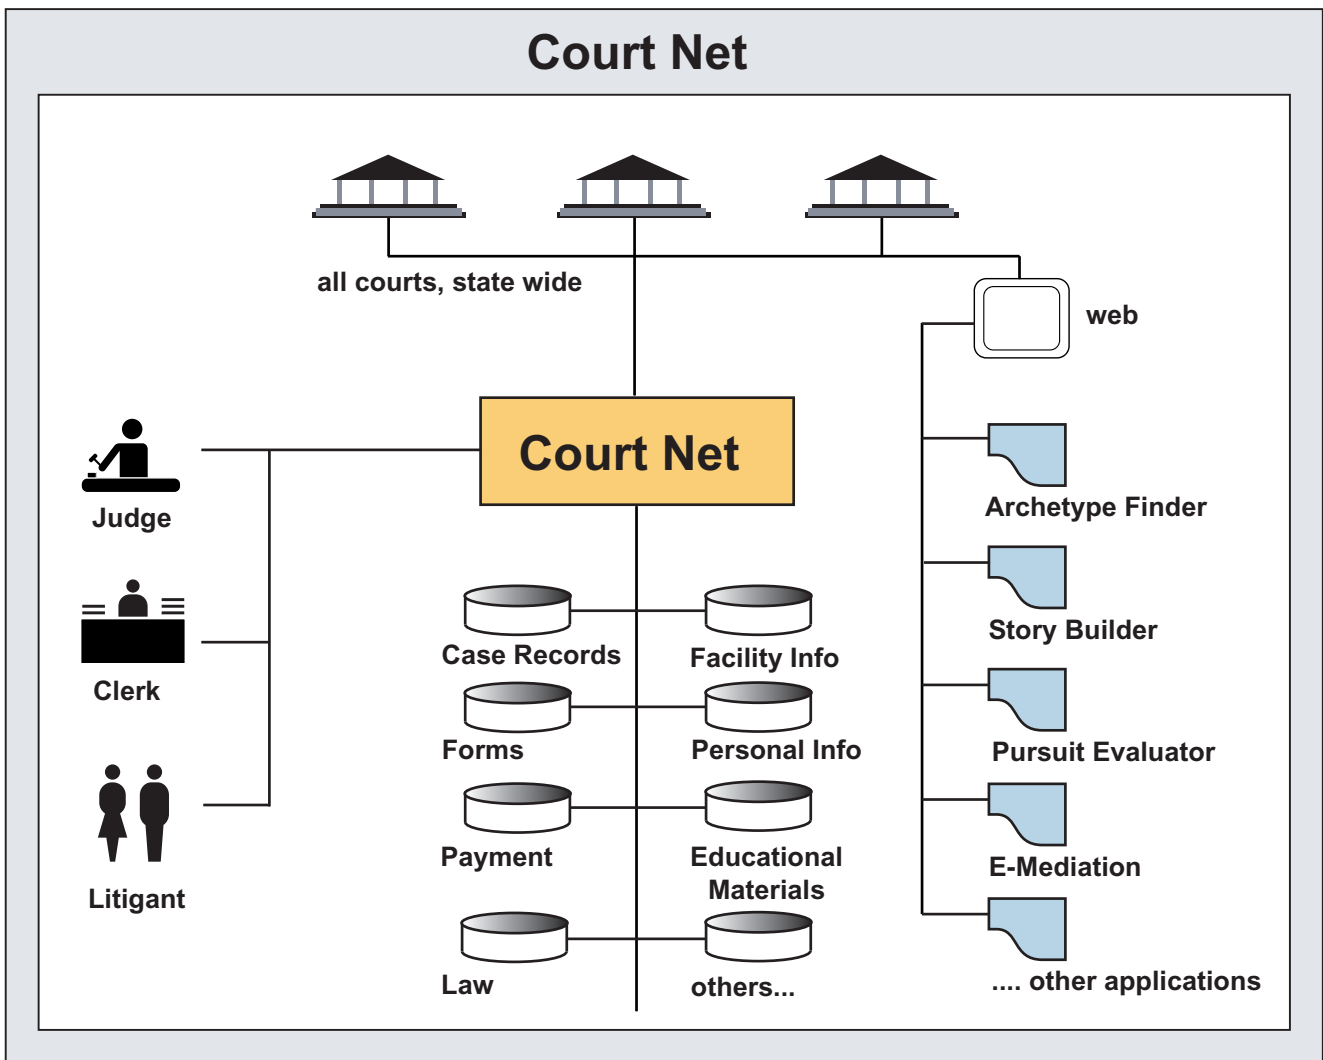 Court Net
all courts, state wide
web
Court Net
Judge
Clerk
Litigant
Case Records
Facility Info
Forms
Personal Info
Payment
Educational
Materials
Law
others...
Archetype Finder
Story Builder
Pursuit Evaluator
E-Mediation
.... other applications